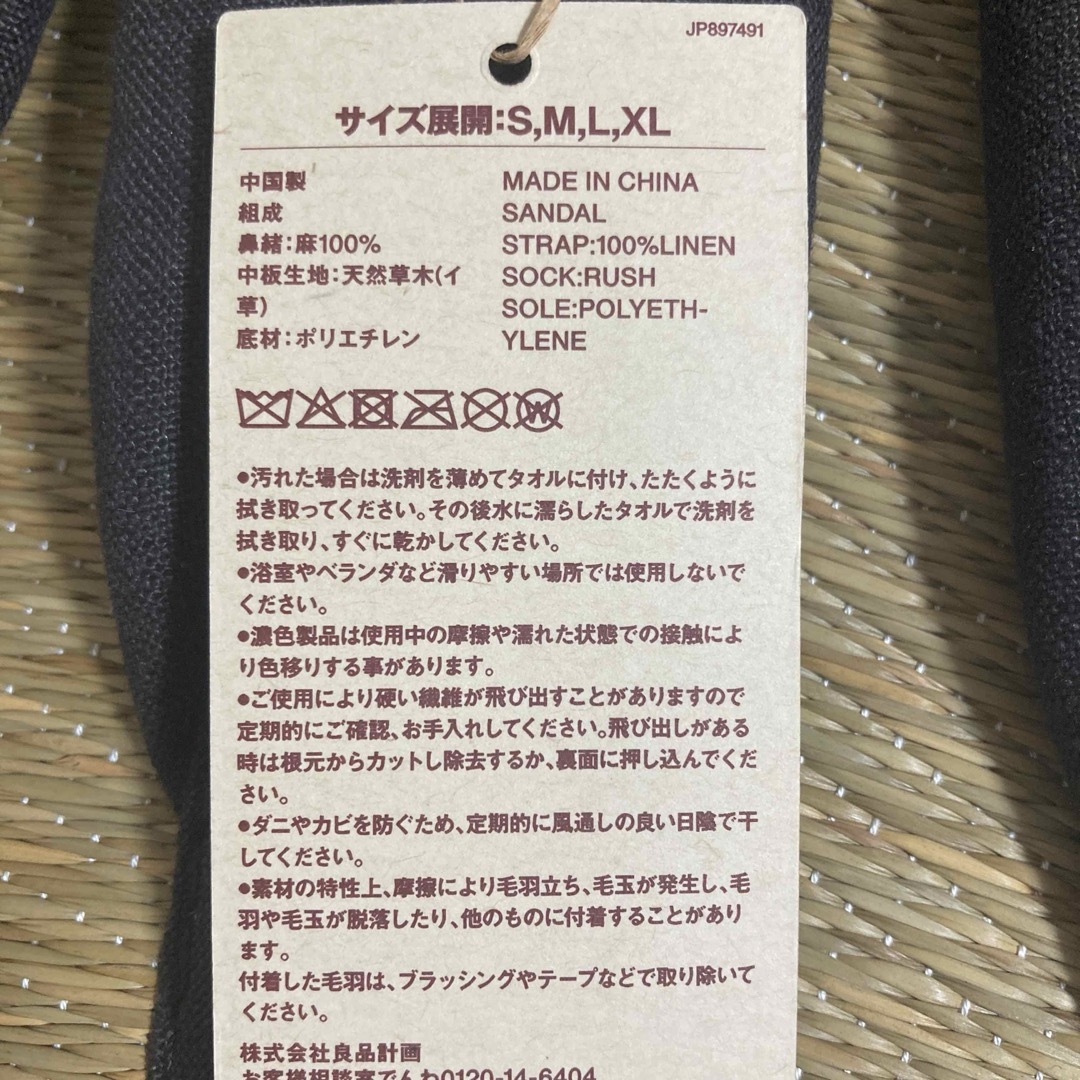 JP897491
サイズ展開:S,M,L,XL
中国製
組成
鼻緒:麻100%
中板生地:天然草木(イ
草)
底材:ポリエチレン
MADE IN CHINA
SANDAL
STRAP:100%LINEN
SOCK:RUSH
SOLE:POLYETH-
YLENE
W
●汚れた場合は洗剤を薄めてタオルに付け、たたくように
拭き取ってください。その後水に濡らしたタオルで洗剤を
拭き取り、すぐに乾かしてください。
●浴室やベランダなど滑りやすい場所では使用しないで
ください。
●濃色製品は使用中の摩擦や濡れた状態での接触によ
り色移りする事があります。
●ご使用により硬い繊維が飛び出すことがありますので
定期的にご確認、お手入れしてください。飛び出しがある
時は根元からカットし除去するか、裏面に押し込んでくだ
さい。
●ダニやカビを防ぐため、定期的に風通しの良い日陰で干
してください。
●素材の特性上、摩擦により毛羽立ち、毛玉が発生し、毛
羽や毛玉が脱落したり、他のものに付着することがあり
ます。
付着した毛羽は、ブラッシングやテープなどで取り除いて
ください。
株式会社良品計画
お客様相談室でんわ0120-14-6404